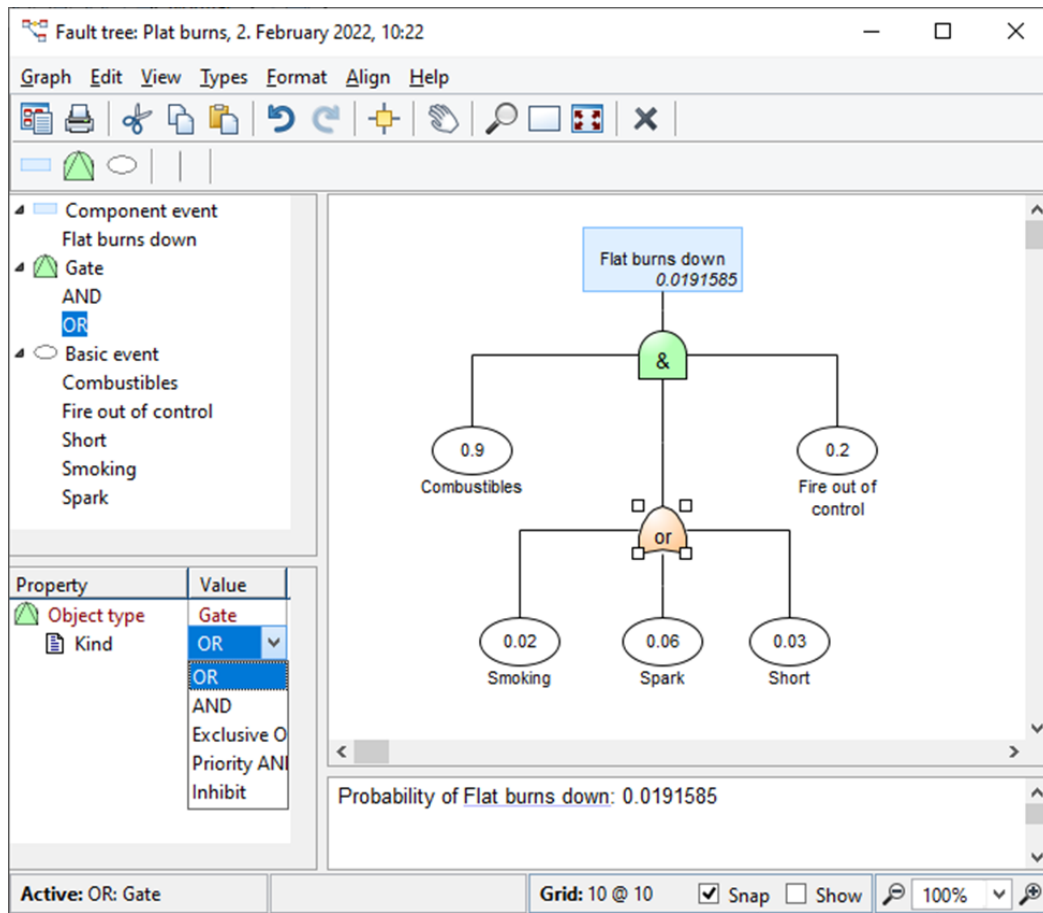 Fault tree: Plat burns, 2. February 2022, 10:22
Graph Edit View Types Format Align Help
Component event
Flat burns down
Gate
AND
OR
Basic event
Combustibles
Fire out of control
Short
Smoking
Spark
Flat burns down
0.0191585
&
0.9
Combustibles
0.2
Fire out of
control
or
0.02
Smoking
0.06
Spark
0.03
Short
Property Value
Object type Gate
Kind OR
OR
AND
Exclusive O
Priority AND
Inhibit
Probability of Flat burns down: 0.0191585
Active: OR: Gate Grid: 10 @ 10 Snap Show 100%